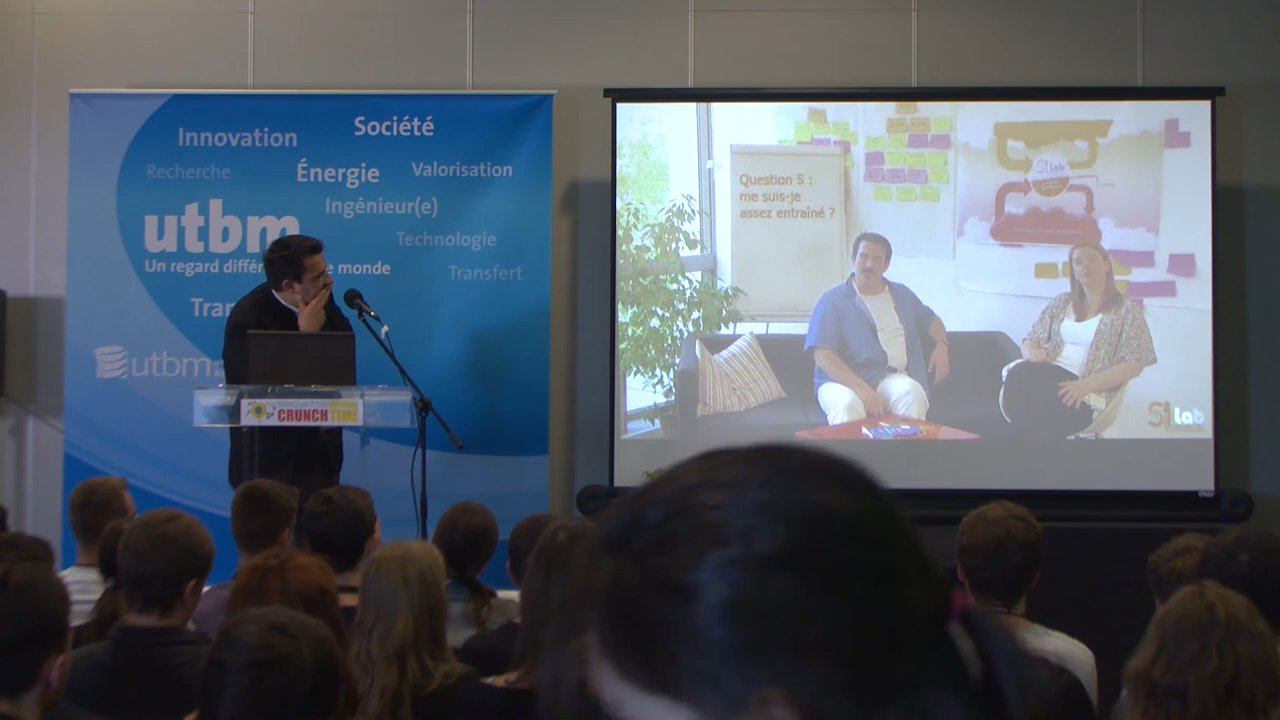 Innovation
Société
Recherche
Énergie
Valorisation
Ingénieur(e)
utbm
Technologie
Un regard différ
e monde
Transfert
Tran
utbm
CRUNCH TIME
Question 5 :
me suis-je
assez entraîné ?
Si lab
Si lab